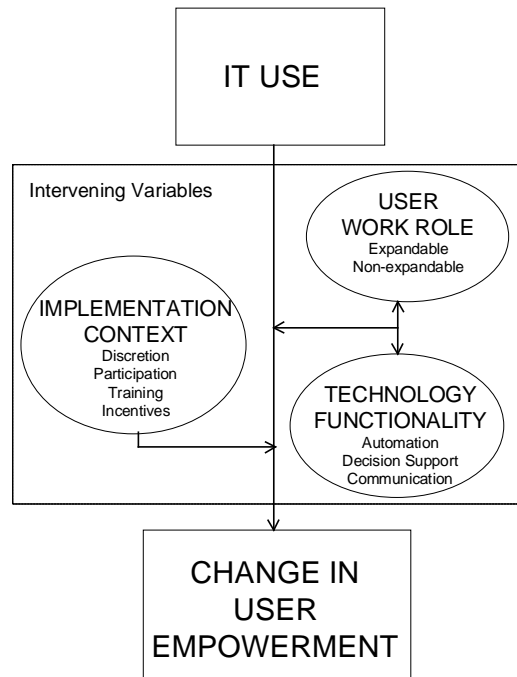 IT USE
Intervening Variables
USER
WORK ROLE
Expandable
Non-expandable
IMPLEMENTATION
CONTEXT
Discretion
Participation
Training
Incentives
TECHNOLOGY
FUNCTIONALITY
Automation
Decision Support
Communication
CHANGE IN
USER
EMPOWERMENT